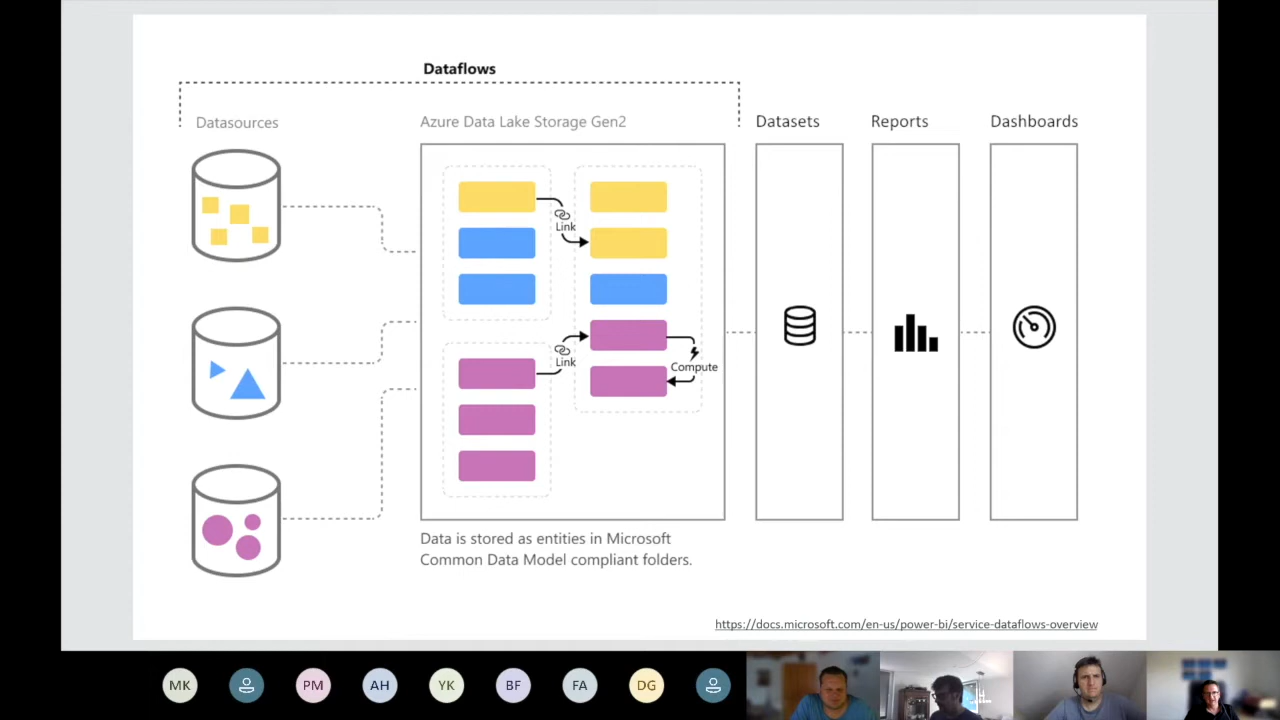 Dataflows
Datasources
Azure Data Lake Storage Gen2
Datasets
Reports
Dashboards
Link
Link
Compute
Data is stored as entities in Microsoft
Common Data Model compliant folders.
https://docs.microsoft.com/en-us/power-bi/service-dataflows-overview
MK
PM
AH
YK
BF
FA
DG